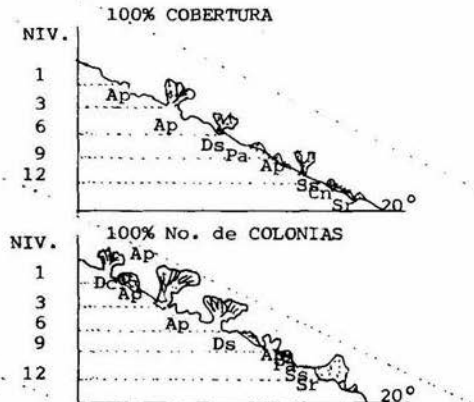 100% COBERTURA
NIV.
1
Ap
3
Ap
6
Ds
Pa
9
Ap
Ss
12
Cn
Sr
20°
100% No. de COLONIAS
NIV.
Ap
1
Dc
Ap
3
Ap
6
Ds
9
Ap
Ss
Sr
12
20°